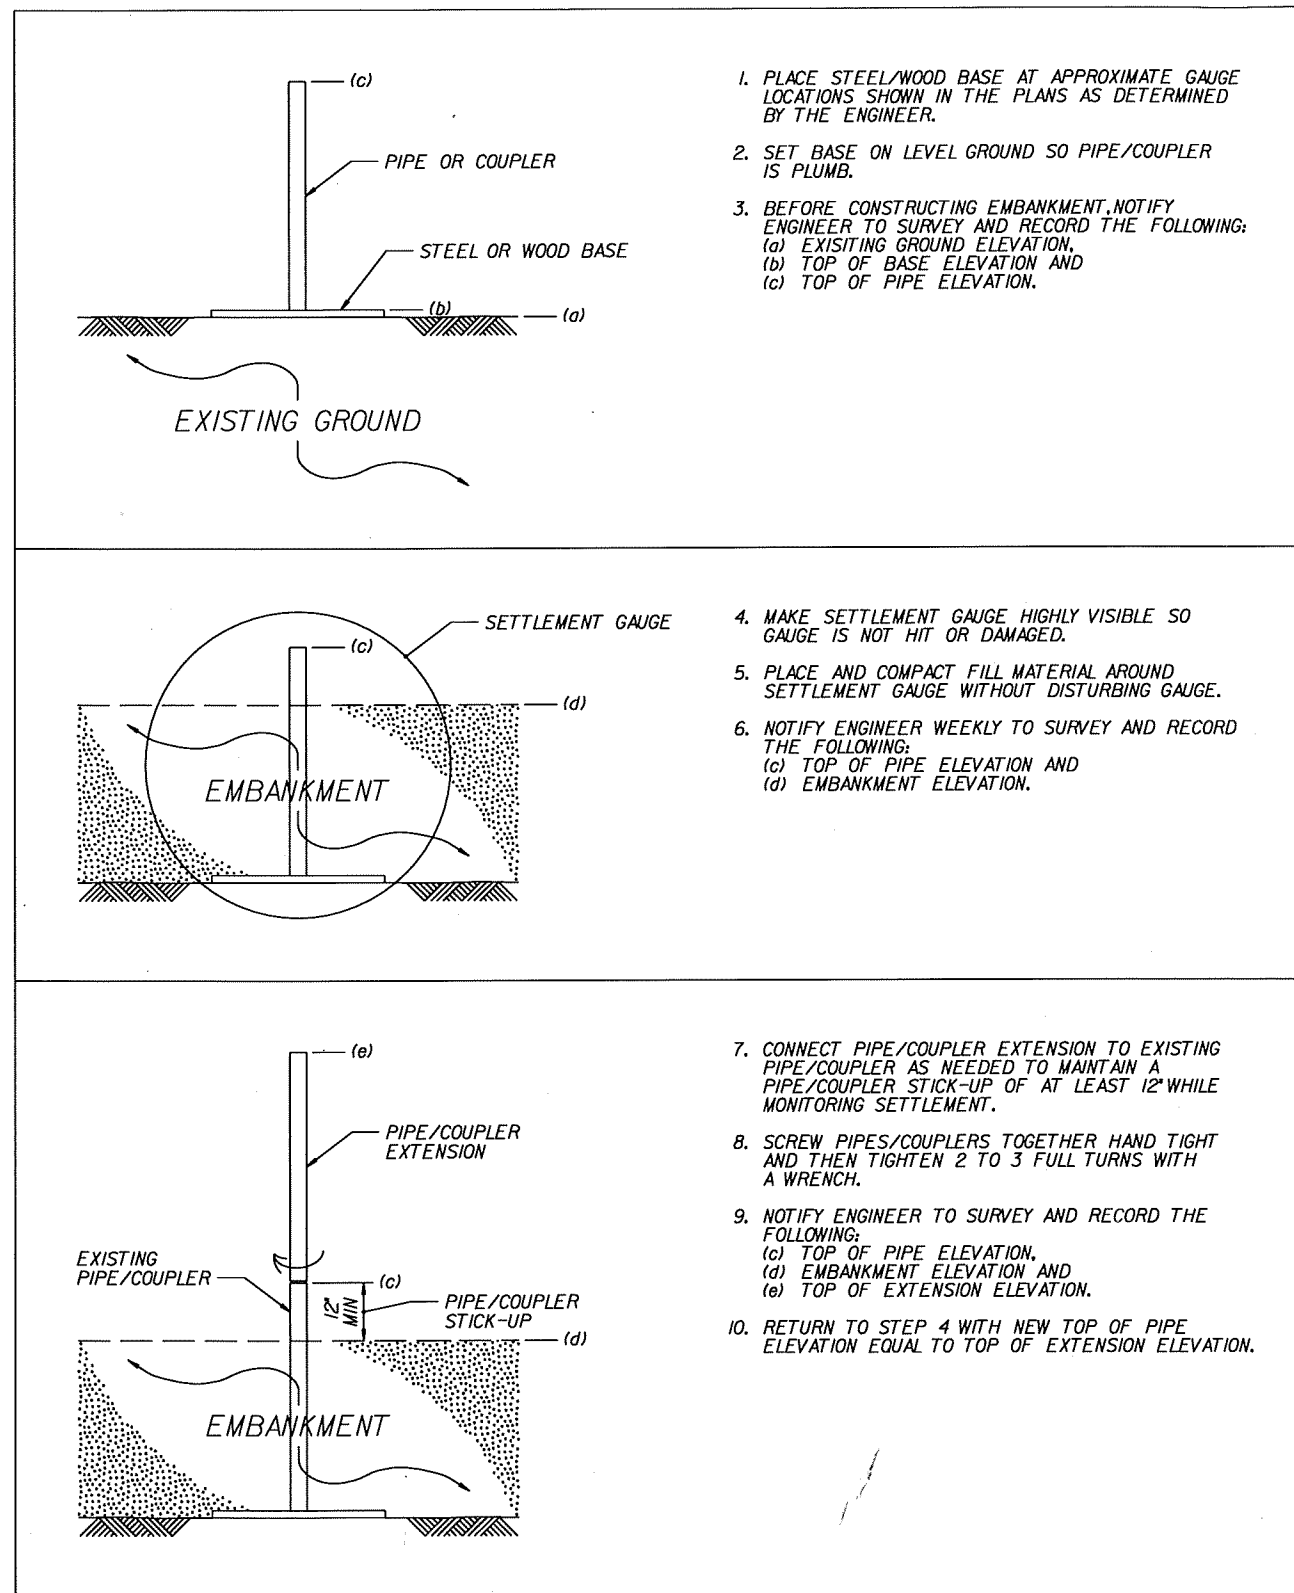 (c)
PIPE OR COUPLER
STEEL OR WOOD BASE
(b)
(a)
EXISTING GROUND
1. PLACE STEEL/WOOD BASE AT APPROXIMATE GAUGE
LOCATIONS SHOWN IN THE PLANS AS DETERMINED
BY THE ENGINEER.
2. SET BASE ON LEVEL GROUND SO PIPE/COUPLER
IS PLUMB.
3. BEFORE CONSTRUCTING EMBANKMENT, NOTIFY
ENGINEER TO SURVEY AND RECORD THE FOLLOWING:
(a) EXISITING GROUND ELEVATION,
(b) TOP OF BASE ELEVATION AND
(c) TOP OF PIPE ELEVATION.
SETTLEMENT GAUGE
(c)
(d)
EMBANKMENT
4. MAKE SETTLEMENT GAUGE HIGHLY VISIBLE SO
GAUGE IS NOT HIT OR DAMAGED.
5. PLACE AND COMPACT FILL MATERIAL AROUND
SETTLEMENT GAUGE WITHOUT DISTURBING GAUGE.
6. NOTIFY ENGINEER WEEKLY TO SURVEY AND RECORD
THE FOLLOWING:
(c) TOP OF PIPE ELEVATION AND
(d) EMBANKMENT ELEVATION.
(e)
PIPE/COUPLER
EXTENSION
EXISTING
PIPE/COUPLER
(c)
12"
MIN
PIPE/COUPLER
STICK-UP
(d)
EMBANKMENT
7. CONNECT PIPE/COUPLER EXTENSION TO EXISTING
PIPE/COUPLER AS NEEDED TO MAINTAIN A
PIPE/COUPLER STICK-UP OF AT LEAST 12" WHILE
MONITORING SETTLEMENT.
8. SCREW PIPES/COUPLERS TOGETHER HAND TIGHT
AND THEN TIGHTEN 2 TO 3 FULL TURNS WITH
A WRENCH.
9. NOTIFY ENGINEER TO SURVEY AND RECORD THE
FOLLOWING:
(c) TOP OF PIPE ELEVATION,
(d) EMBANKMENT ELEVATION AND
(e) TOP OF EXTENSION ELEVATION.
10. RETURN TO STEP 4 WITH NEW TOP OF PIPE
ELEVATION EQUAL TO TOP OF EXTENSION ELEVATION.